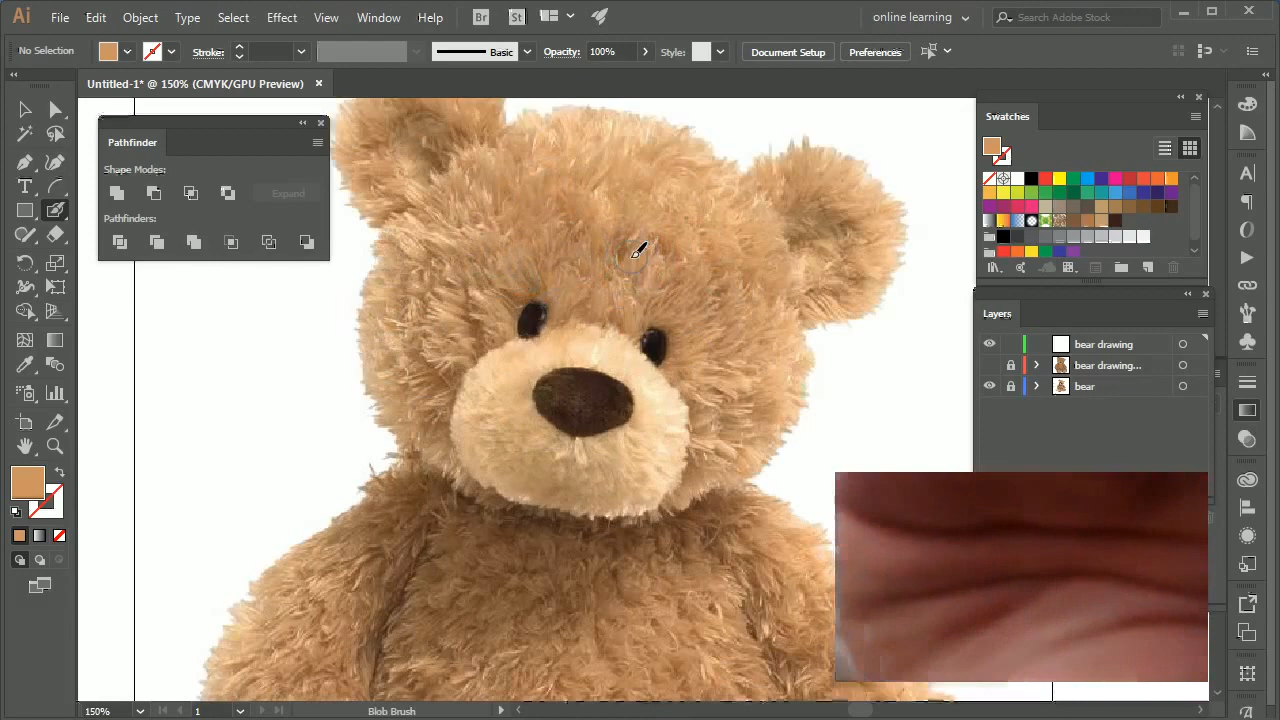 Ai File Edit Object Type Select Effect View Window Help Br St online learning Search Adobe Stock
No Selection Stroke: Basic Opacity: 100% Style: Document Setup Preferences
Untitled-1* @ 150% (CMYK/GPU Preview)
Pathfinder
Shape Modes:
Expand
Pathfinders:
Swatches
Layers
bear drawing
bear drawing...
bear
150% 1 Blob Brush